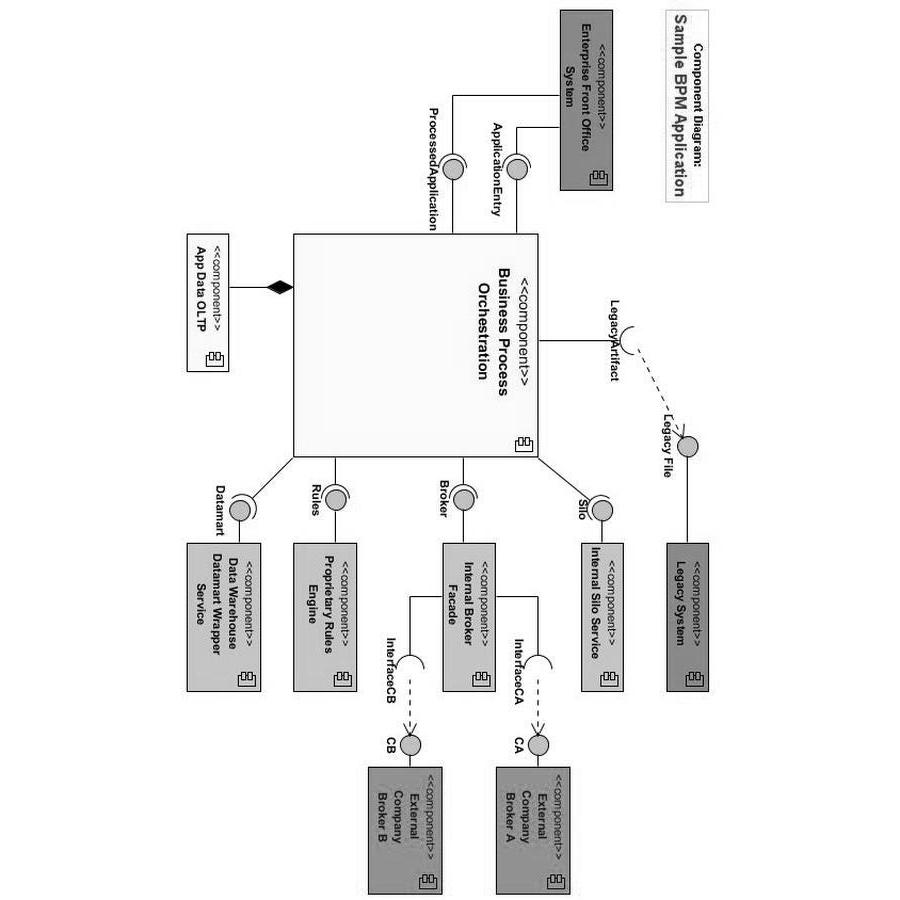 Component Diagram:
Sample BPM Application
<<component>>
Enterprise Front Office
System
ApplicationEntry
ProcessedApplication
<<component>>
Business Process
Orchestration
<<component>>
App Data OLTP
LegacyArtifact
Legacy File
<<component>>
Legacy System
Silo
<<component>>
Internal Silo Service
Broker
<<component>>
Internal Broker
Facade
Rules
<<component>>
Proprietary Rules
Engine
Datamart
<<component>>
Data Warehouse
Datamart Wrapper
Service
InterfaceCA
CA
<<component>>
External
Company
Broker A
InterfaceCB
CB
<<component>>
External
Company
Broker B